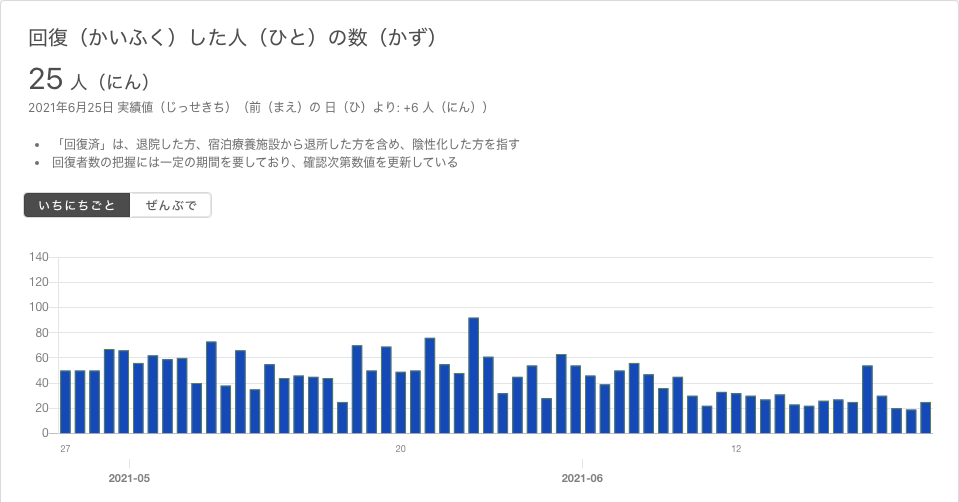 回復（かいふく）した人（ひと）の数（かず）
25 人（にん）
2021年6月25日 実績値（じっせきち）（前（まえ）の 日（ひ）より: +6 人（にん））
• 「回復済」は、退院した方、宿泊療養施設から退所した方を含め、陰性化した方を指す
• 回復者数の把握には一定の期間を要しており、確認次第数値を更新している
いちにちごと ぜんぶで
140
120
100
80
60
40
20
0
27 20 12
2021-05 2021-06